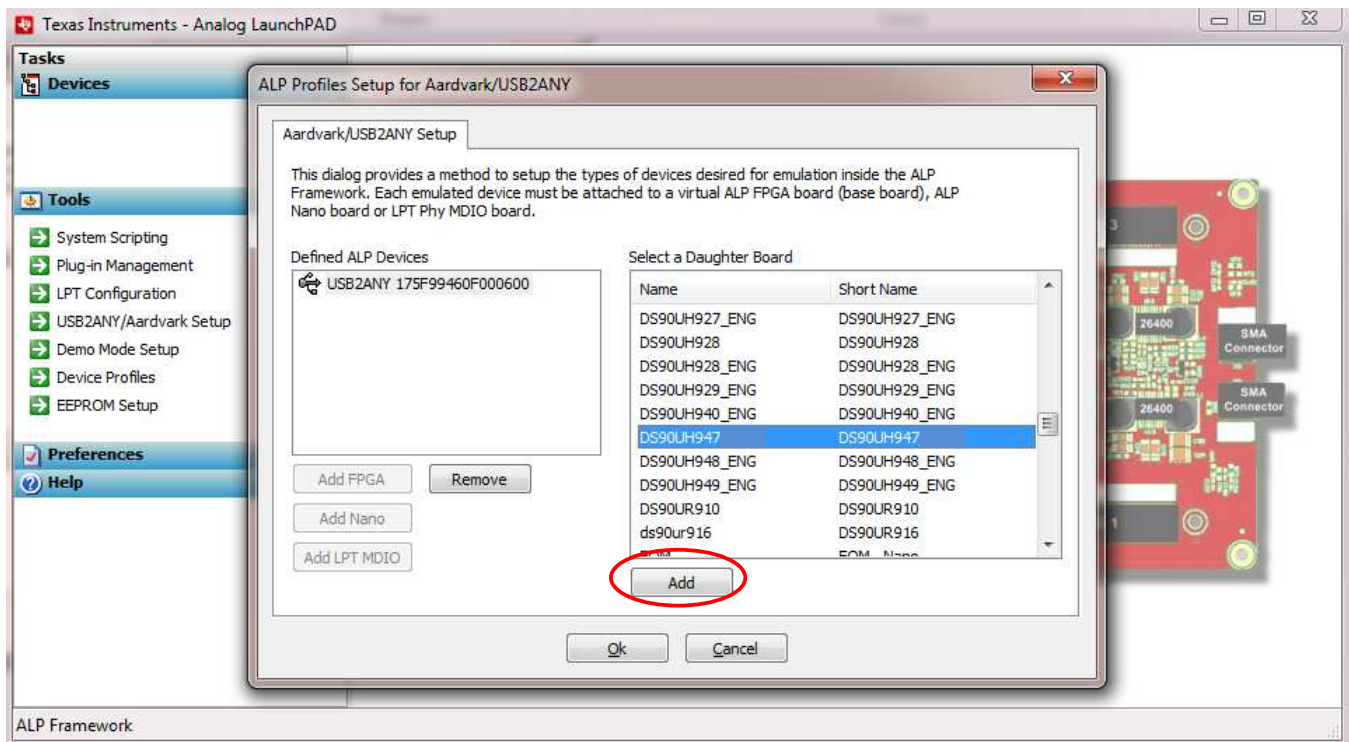 Texas Instruments - Analog LaunchPAD
Tasks
Devices
Tools
System Scripting
Plug-in Management
LPT Configuration
USB2ANY/Aardvark Setup
Demo Mode Setup
Device Profiles
EEPROM Setup
Preferences
Help
ALP Profiles Setup for Aardvark/USB2ANY
Aardvark/USB2ANY Setup
This dialog provides a method to setup the types of devices desired for emulation inside the ALP
Framework. Each emulated device must be attached to a virtual ALP FPGA board (base board), ALP
Nano board or LPT Phy MDIO board.
Defined ALP Devices
USB2ANY 175F99460F000600
Add FPGA
Remove
Add Nano
Add LPT MDIO
Select a Daughter Board
Name Short Name
DS90UH927_ENG DS90UH927_ENG
DS90UH928 DS90UH928
DS90UH928_ENG DS90UH928_ENG
DS90UH929_ENG DS90UH929_ENG
DS90UH940_ENG DS90UH940_ENG
DS90UH947 DS90UH947
DS90UH948_ENG DS90UH948_ENG
DS90UH949_ENG DS90UH949_ENG
DS90UR910 DS90UR910
ds90ur916 DS90UR916
Add
Ok
Cancel
3
26400
SMA
Connector
26400
SMA
Connector
1
3
ALP Framework